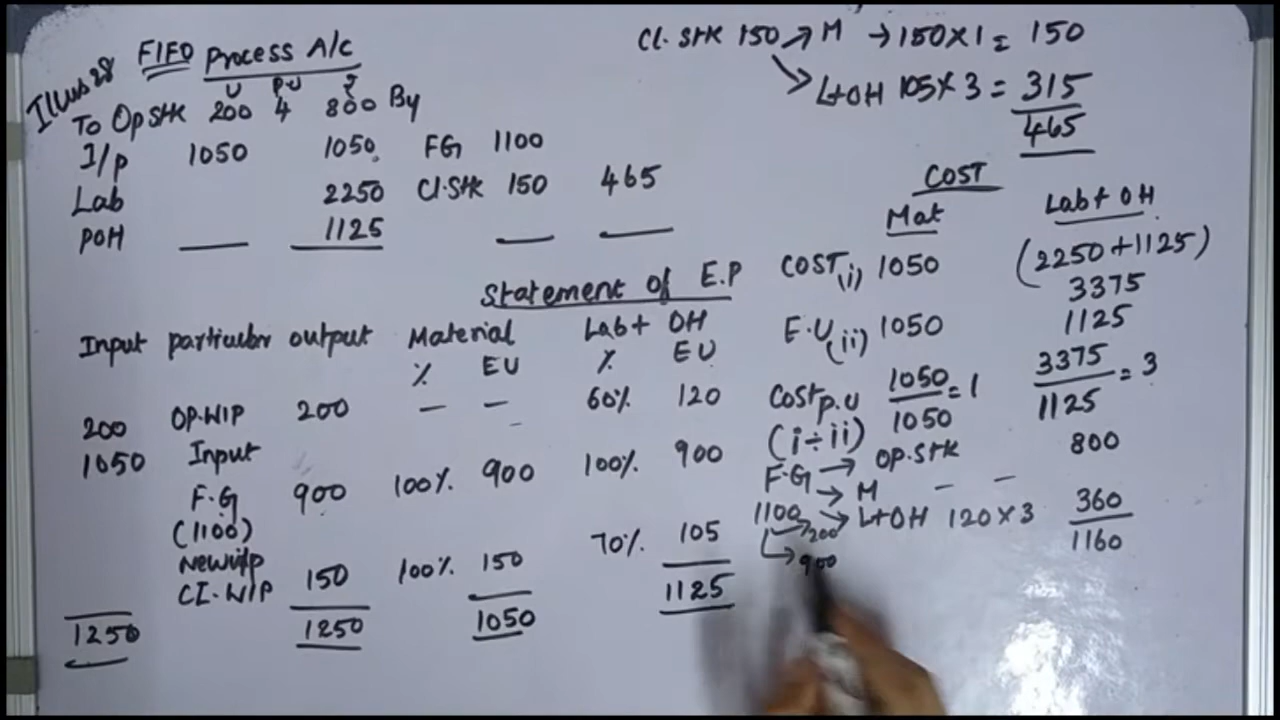 Illus 28
FIFO Process A/c
U P.U ₹
To Op Stk 200 4 800 By
I/p 1050 1050 FG 1100
Lab 2250 Cl.Stk 150 465
POH 1125
Cl. Stk 150 → M → 150×1 = 150
L+OH 105×3 = 315
465
Statement of E.P
Input particular output Material Lab+ OH
% EU % EU
200 OP.WIP 200 — — 60% 120
1050 Input
F.G 900 100% 900 100% 900
(1100)
New i/p
Cl-WIP 150 100% 150 70% 105
1250 1250 1050 1125
COST
Mat Lab+ OH
COST (i) 1050 (2250+1125)
3375
E.U (ii) 1050 1125
Cost p.u 1050/1050 = 1 3375/1125 = 3
(i÷ii)
F.G → OP.Stk 800
→ M — —
1100 → L+OH 120×3 360
→ 200 1160
→ 900